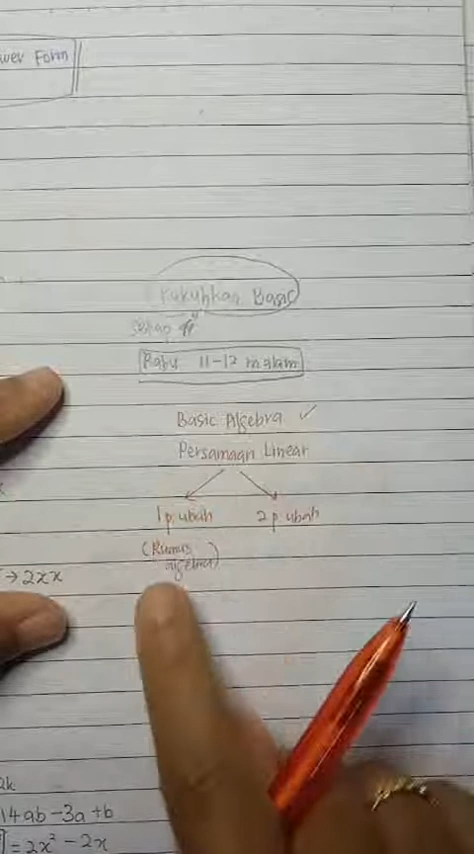 wer Form
Kukuhkan Basic
Setiap
Rabu 11-12 malam
Basic Algebra ✓
Persamaan Linear
1 p. ubah 2 p. ubah
(Rumus
algebra)
→ 2xx
14ab - 3a + b
= 2x² - 2x